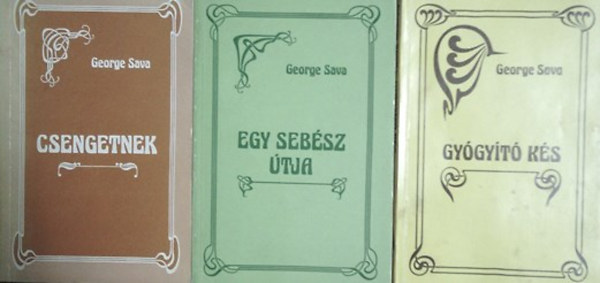 George Sava
CSENGETNEK
George Sava
EGY SEBÉSZ
ÚTJA
George Sava
GYÓGYÍTÓ KÉS